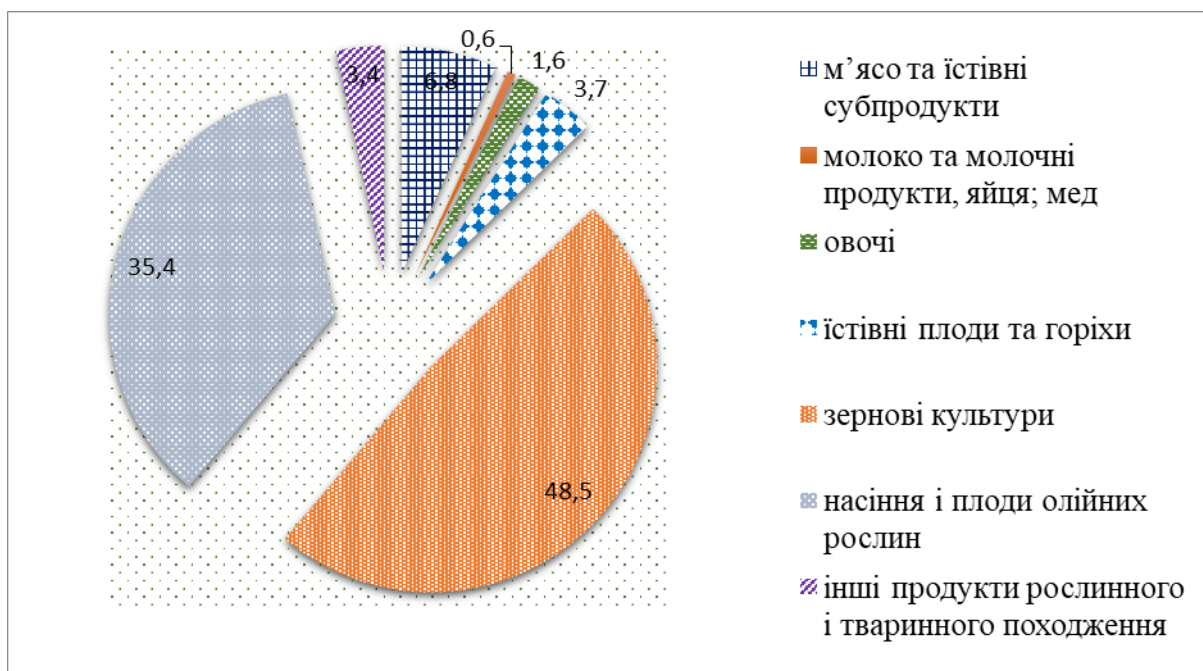 0,6
1,6
3,7
3,4
6,8
35,4
48,5
м’ясо та їстівні
субпродукти
молоко та молочні
продукти, яйця; мед
овочі
їстівні плоди та горіхи
зернові культури
насіння і плоди олійних
рослин
інші продукти рослинного
і тваринного походження